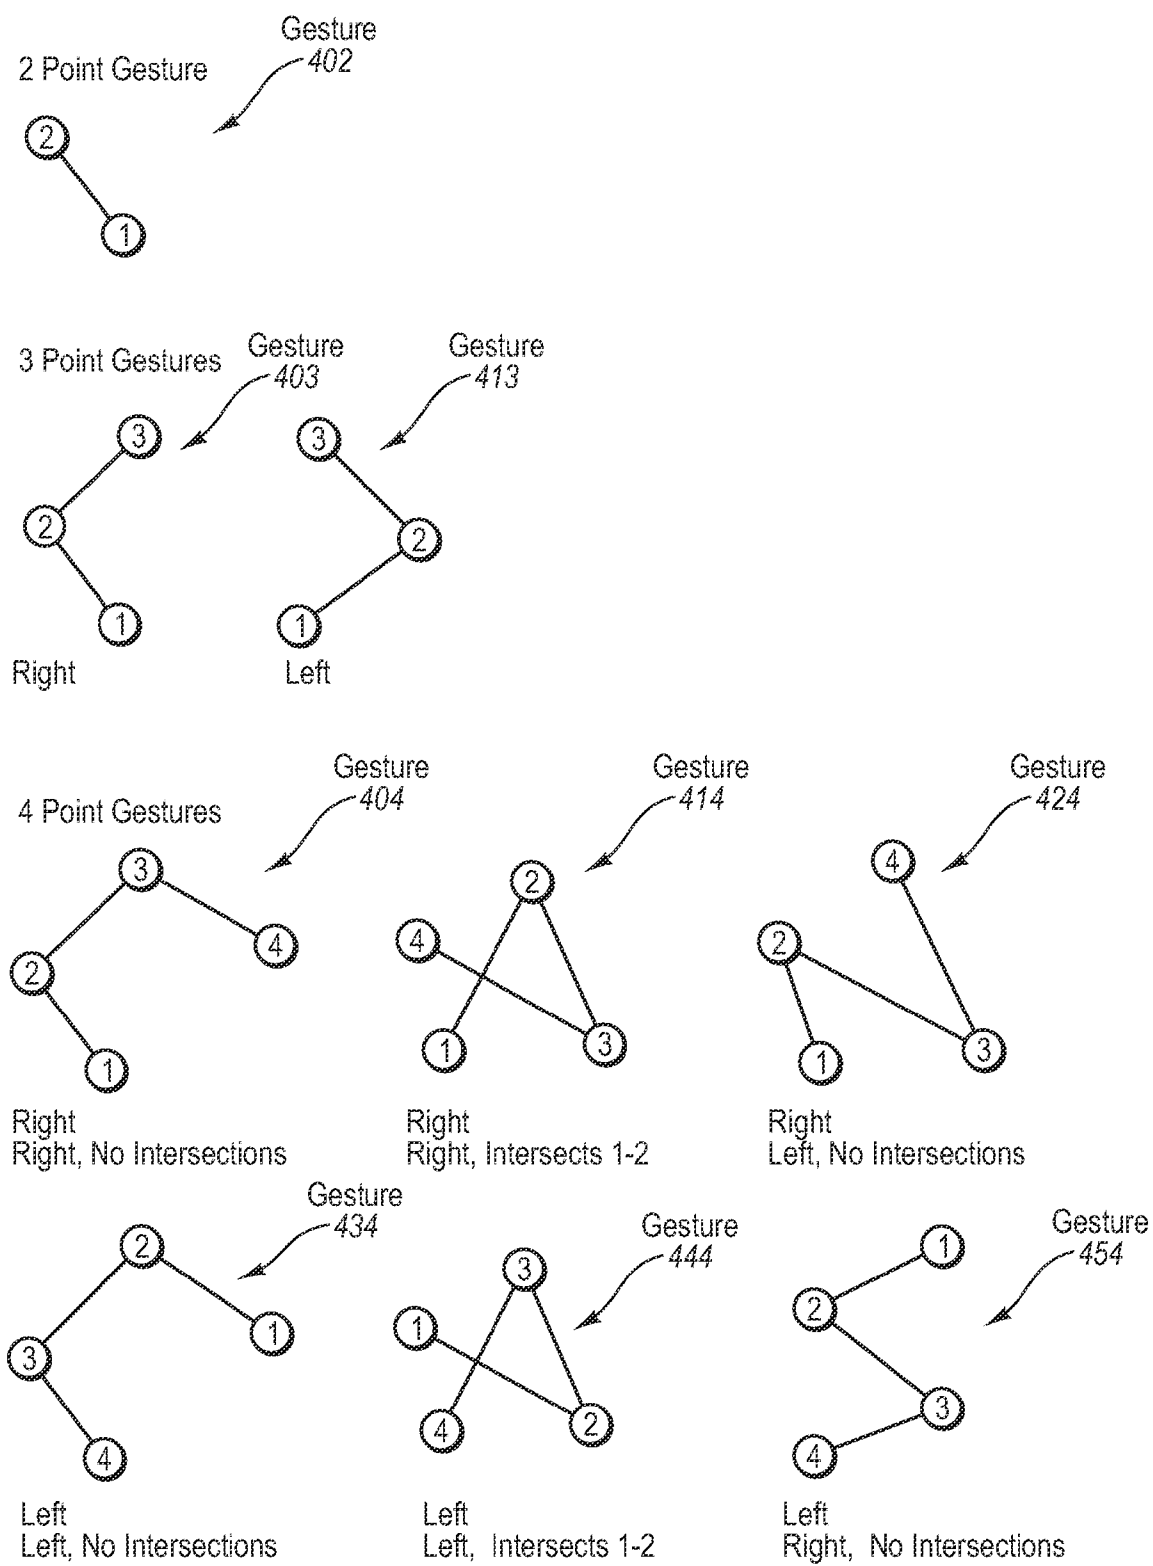 Gesture
402
2 Point Gesture
2
1
3 Point Gestures
Gesture
403
Gesture
413
3
2
1
Right
3
2
1
Left
4 Point Gestures
Gesture
404
Gesture
414
Gesture
424
3
2
4
1
Right
Right, No Intersections
2
4
1
3
Right
Right, Intersects 1-2
4
2
1
3
Right
Left, No Intersections
Gesture
434
Gesture
444
Gesture
454
2
1
3
4
Left
Left, No Intersections
3
1
4
2
Left
Left, Intersects 1-2
1
2
3
4
Left
Right, No Intersections